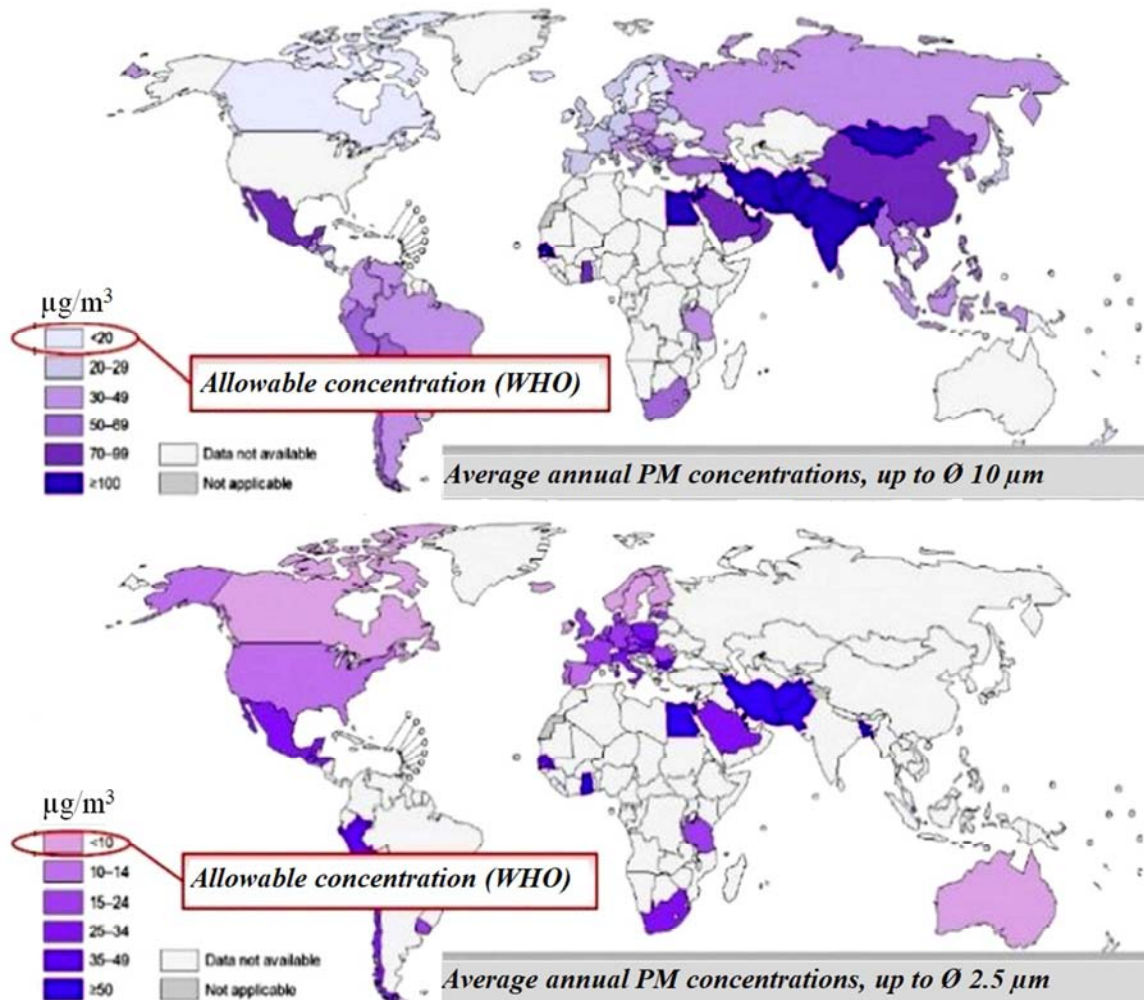 µg/m³
<20
20–29
30–49
50–69
70–99
≥100
Allowable concentration (WHO)
Data not available
Not applicable
Average annual PM concentrations, up to Ø 10 µm
µg/m³
<10
10–14
15–24
25–34
35–49
≥50
Allowable concentration (WHO)
Data not available
Not applicable
Average annual PM concentrations, up to Ø 2.5 µm